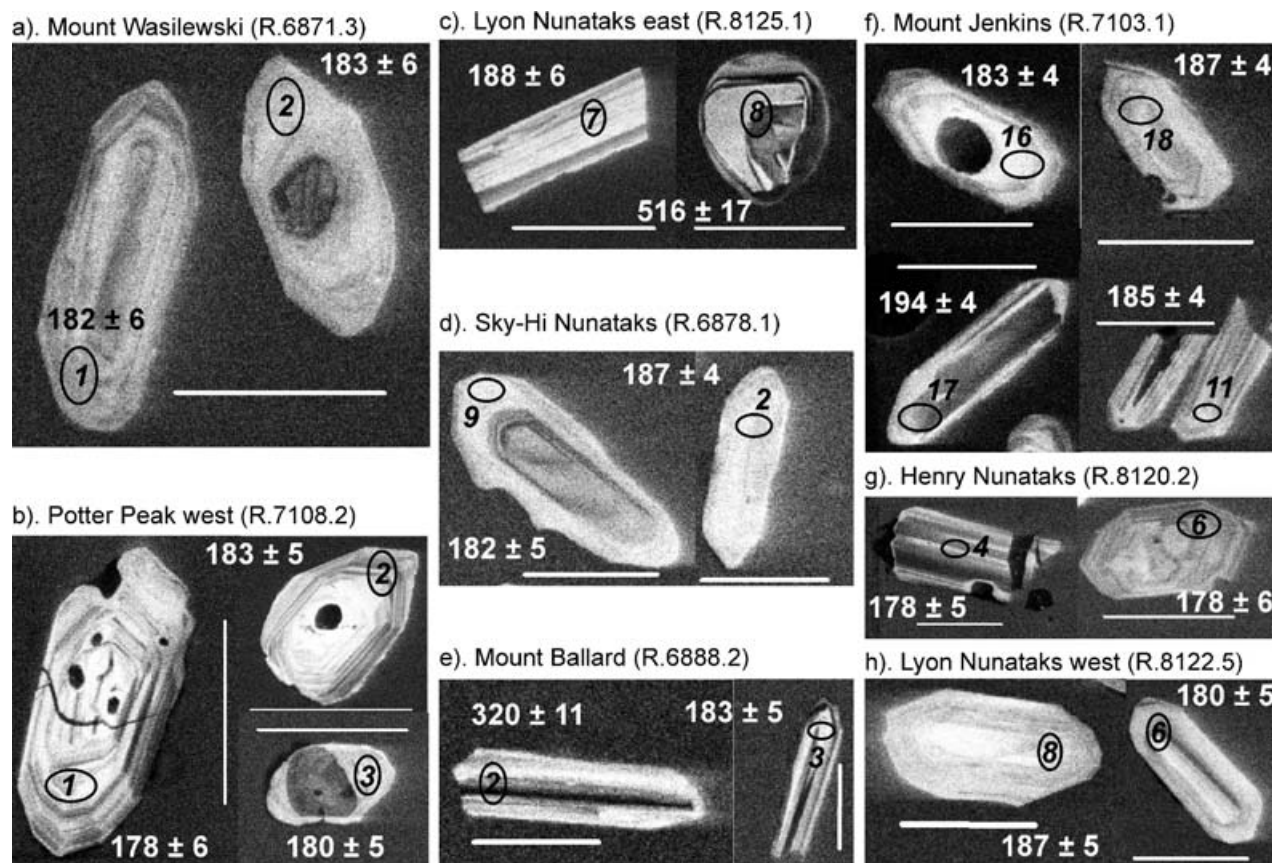 a). Mount Wasilewski (R.6871.3)
183 ± 6
2
182 ± 6
1
b). Potter Peak west (R.7108.2)
183 ± 5
2
1
3
178 ± 6
180 ± 5
c). Lyon Nunataks east (R.8125.1)
188 ± 6
7
8
516 ± 17
d). Sky-Hi Nunataks (R.6878.1)
187 ± 4
9
2
182 ± 5
e). Mount Ballard (R.6888.2)
320 ± 11
183 ± 5
2
3
f). Mount Jenkins (R.7103.1)
183 ± 4
187 ± 4
16
18
194 ± 4
185 ± 4
17
11
g). Henry Nunataks (R.8120.2)
4
6
178 ± 5
178 ± 6
h). Lyon Nunataks west (R.8122.5)
180 ± 5
8
6
187 ± 5